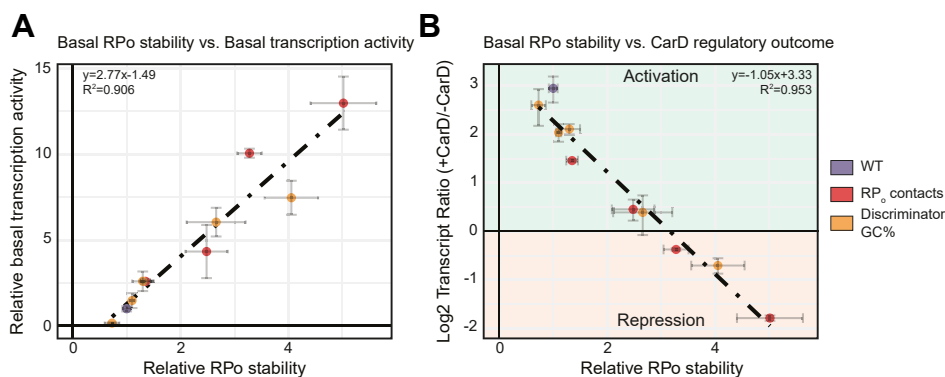 A
Basal RPo stability vs. Basal transcription activity
y=2.77x-1.49
R²=0.906
Relative basal transcription activity
15
10
5
0
0 2 4
Relative RPo stability
B
Basal RPo stability vs. CarD regulatory outcome
Activation
y=-1.05x+3.33
R²=0.953
Log2 Transcript Ratio (+CarD/-CarD)
3
2
1
0
-1
-2
Repression
0 2 4
Relative RPo stability
WT
RPₒ contacts
Discriminator
GC%